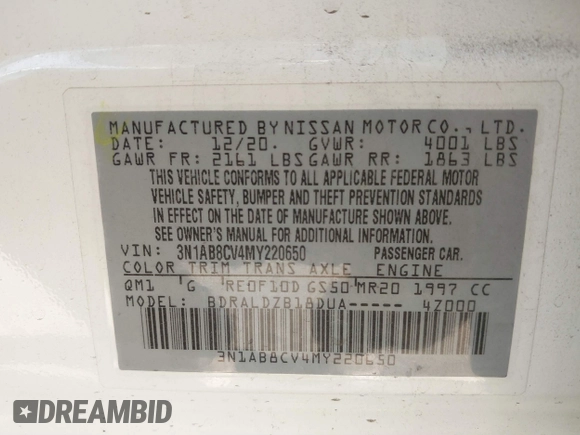 MANUFACTURED BY NISSAN MOTOR CO., LTD.
DATE: 12/20. GVWR: 4001 LBS
GAWR FR: 2161 LBS GAWR RR: 1863 LBS
THIS VEHICLE CONFORMS TO ALL APPLICABLE FEDERAL MOTOR
VEHICLE SAFETY, BUMPER AND THEFT PREVENTION STANDARDS
IN EFFECT ON THE DATE OF MANUFACTURE SHOWN ABOVE.
SEE OWNER'S MANUAL FOR ADDITIONAL INFORMATION.
VIN: 3N1AB8CV4MY220650 PASSENGER CAR.
COLOR TRIM TRANS AXLE ENGINE
QM1 G RE0F10D GS50 MR20 1997 CC
MODEL: BDRALDZB18DUA----- 4Z000
3N1AB8CV4MY220650
DREAMBID